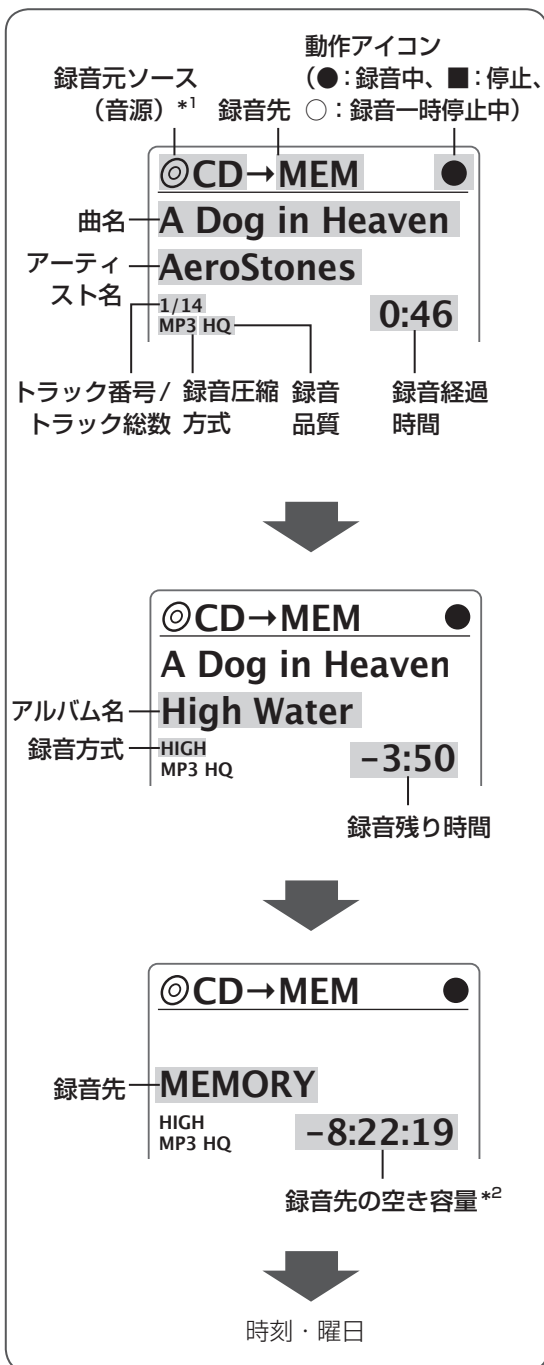 動作アイコン
録音元ソース
(●：録音中、■：停止、
（音源）*1 録音先 ○：録音一時停止中）
◎CD→MEM ●
曲名 A Dog in Heaven
アーティ
スト名
AeroStones
1/14
MP3 HQ 0:46
トラック番号/
トラック総数
録音圧縮
方式
録音
品質
録音経過
時間
◎CD→MEM ●
A Dog in Heaven
アルバム名 High Water
録音方式 HIGH
MP3 HQ -3:50
録音残り時間
◎CD→MEM ●
録音先 MEMORY
HIGH
MP3 HQ -8:22:19
録音先の空き容量*2
時刻・曜日